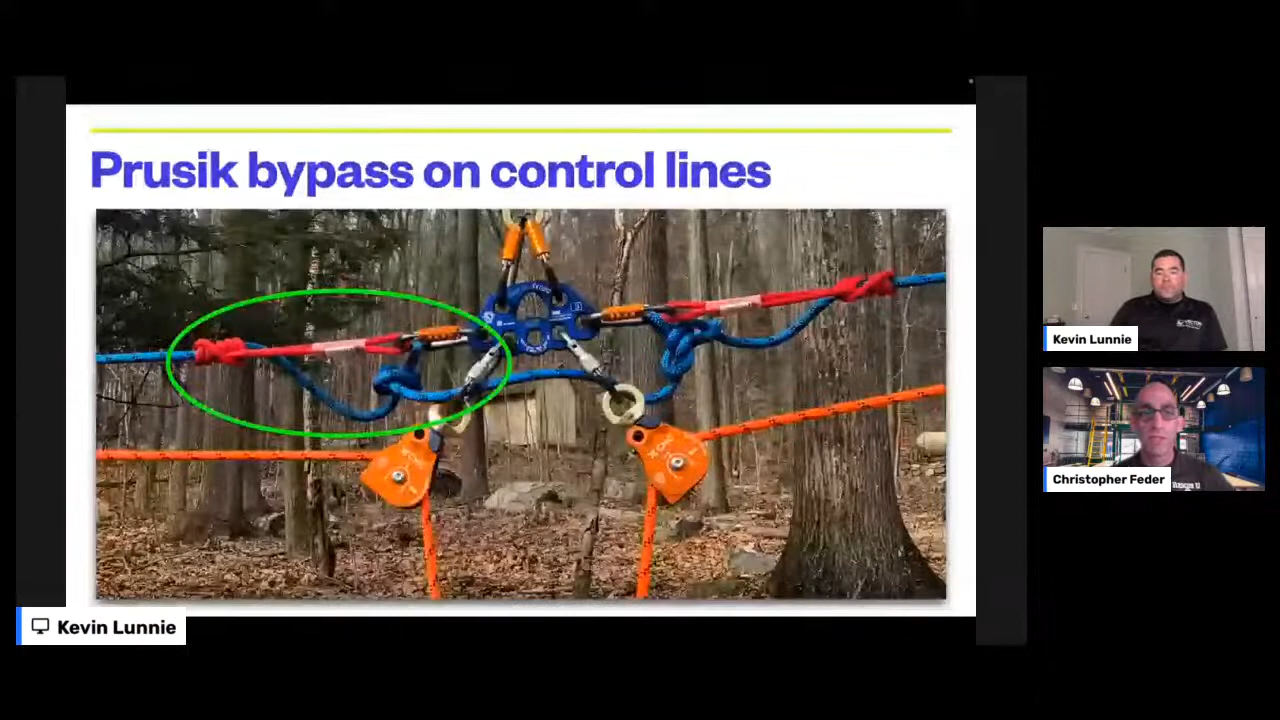 Prusik bypass on control lines
Kevin Lunnie
Kevin Lunnie
Christopher Feder